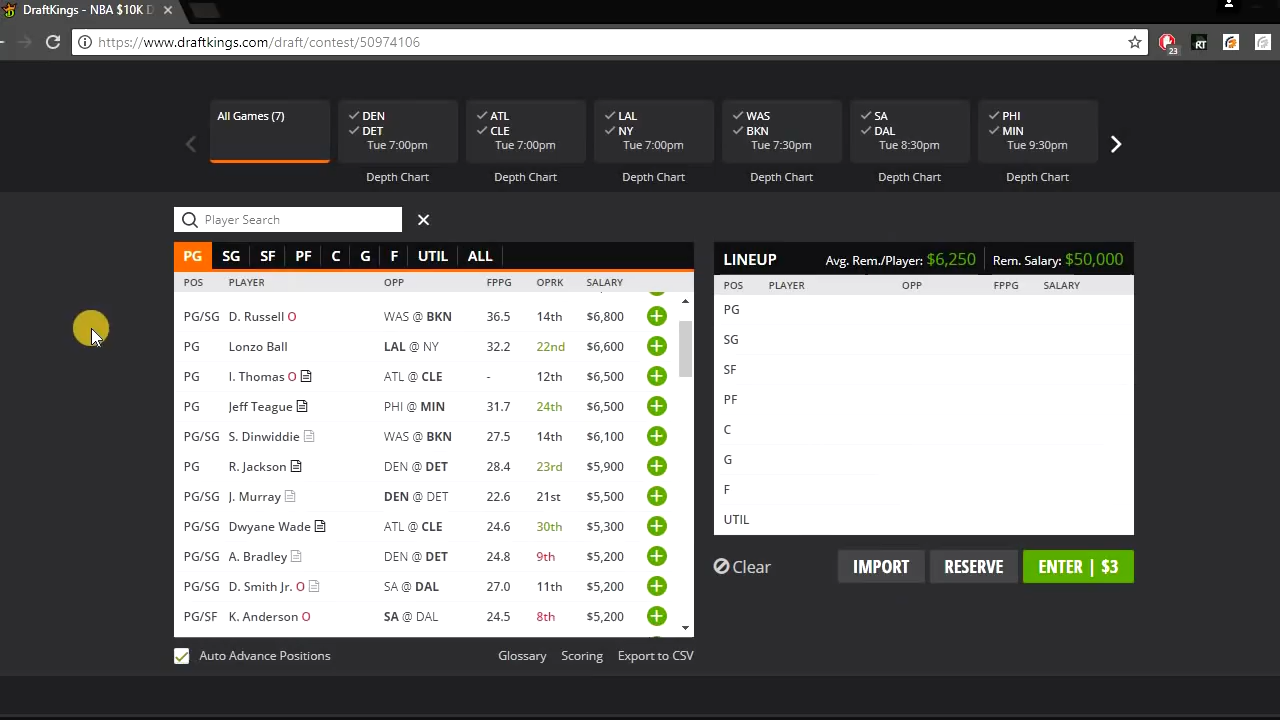 DraftKings - NBA $10K D
https://www.draftkings.com/draft/contest/50974106
23
RT
All Games (7)
DEN
DET
Tue 7:00pm
Depth Chart
ATL
CLE
Tue 7:00pm
Depth Chart
LAL
NY
Tue 7:00pm
Depth Chart
WAS
BKN
Tue 7:30pm
Depth Chart
SA
DAL
Tue 8:30pm
Depth Chart
PHI
MIN
Tue 9:30pm
Depth Chart
Player Search
PG SG SF PF C G F UTIL ALL
POS PLAYER OPP FPPG OPRK SALARY
PG/SG D. Russell O WAS @ BKN 36.5 14th $6,800
PG Lonzo Ball LAL @ NY 32.2 22nd $6,600
PG I. Thomas O ATL @ CLE - 12th $6,500
PG Jeff Teague PHI @ MIN 31.7 24th $6,500
PG/SG S. Dinwiddie WAS @ BKN 27.5 14th $6,100
PG R. Jackson DEN @ DET 28.4 23rd $5,900
PG/SG J. Murray DEN @ DET 22.6 21st $5,500
PG/SG Dwyane Wade ATL @ CLE 24.6 30th $5,300
PG/SG A. Bradley DEN @ DET 24.8 9th $5,200
PG/SG D. Smith Jr. O SA @ DAL 27.0 11th $5,200
PG/SF K. Anderson O SA @ DAL 24.5 8th $5,200
Auto Advance Positions
Glossary Scoring Export to CSV
LINEUP Avg. Rem./Player: $6,250 Rem. Salary: $50,000
POS PLAYER OPP FPPG SALARY
PG
SG
SF
PF
C
G
F
UTIL
Clear IMPORT RESERVE ENTER | $3